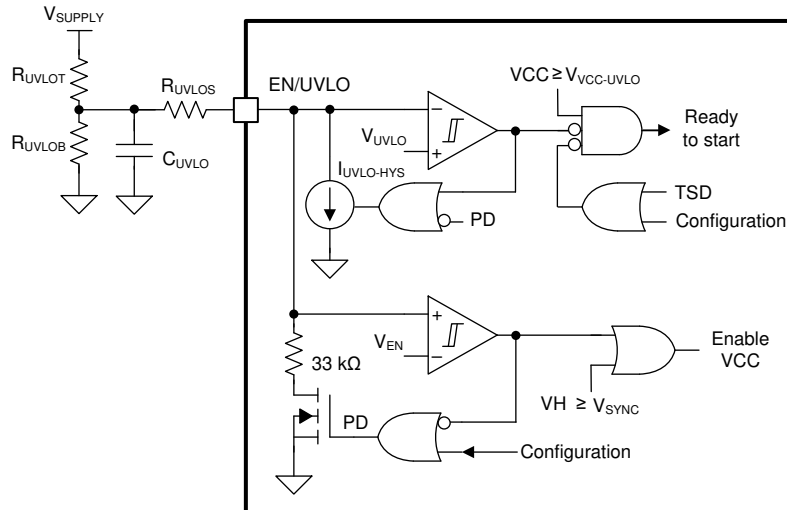 VSUPPLY
RUVLOT
RUVLOS
EN/UVLO
VCC ≥ VVCC-UVLO
Ready
to start
RUVLOB
CUVLO
VUVLO
−
+
IUVLO-HYS
PD
TSD
Configuration
+
VEN
−
Enable
VCC
33 kΩ
VH ≥ VSYNC
PD
Configuration